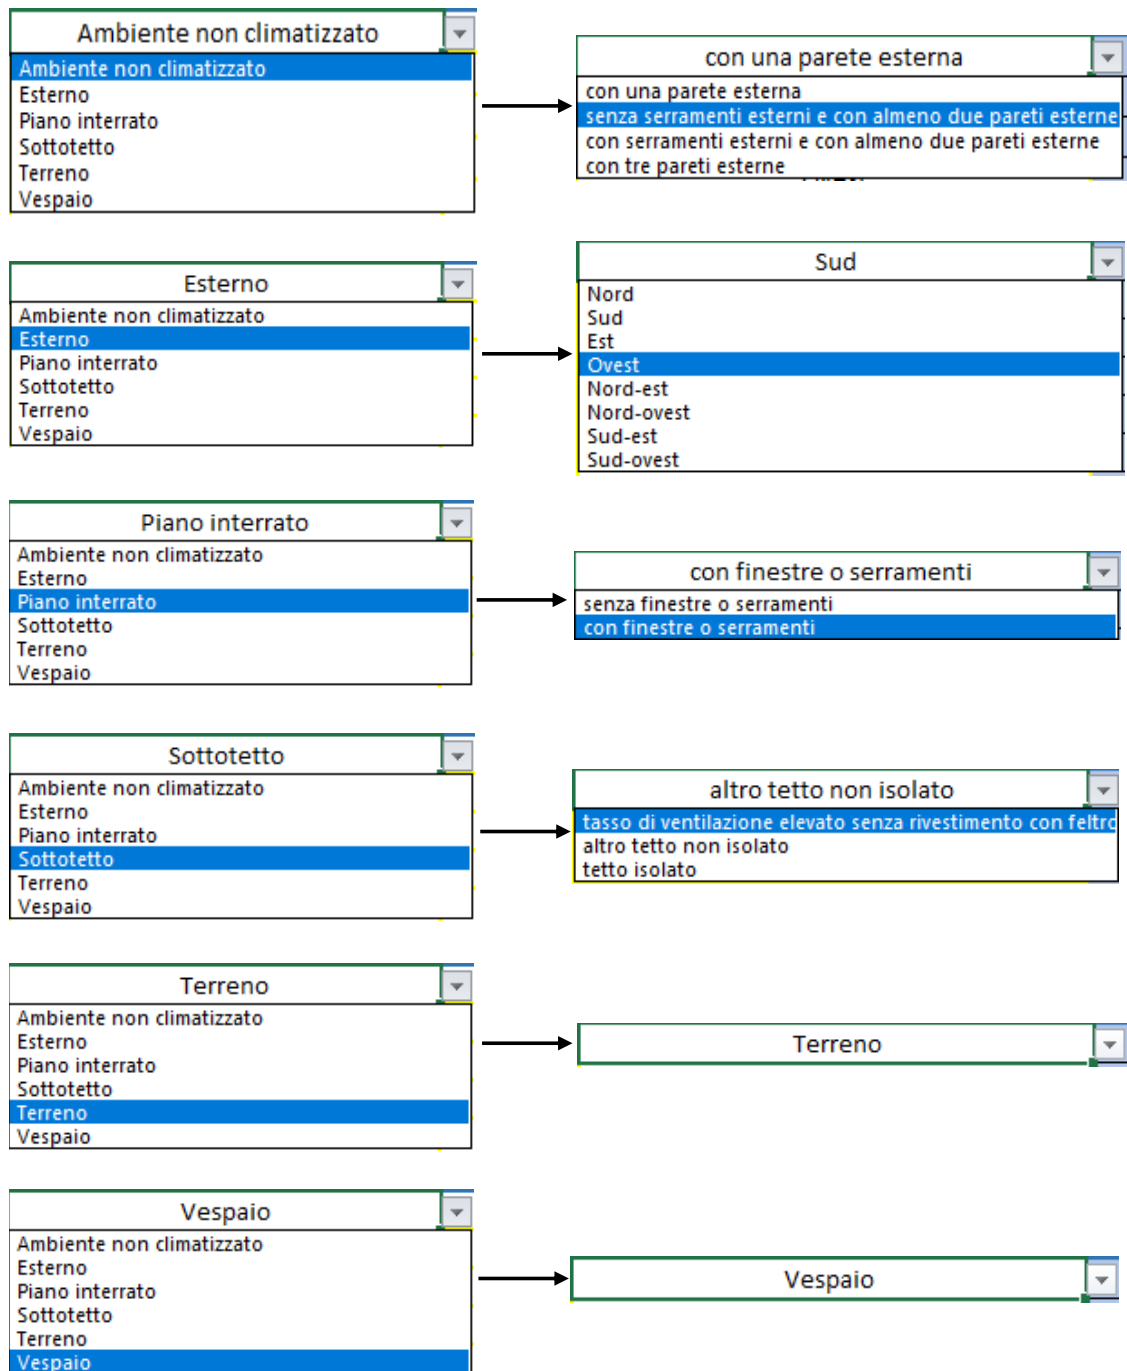 Ambiente non climatizzato
Ambiente non climatizzato
Esterno
Piano interrato
Sottotetto
Terreno
Vespaio
con una parete esterna
con una parete esterna
senza serramenti esterni e con almeno due pareti esterne
con serramenti esterni e con almeno due pareti esterne
con tre pareti esterne
Esterno
Ambiente non climatizzato
Esterno
Piano interrato
Sottotetto
Terreno
Vespaio
Sud
Nord
Sud
Est
Ovest
Nord-est
Nord-ovest
Sud-est
Sud-ovest
Piano interrato
Ambiente non climatizzato
Esterno
Piano interrato
Sottotetto
Terreno
Vespaio
con finestre o serramenti
senza finestre o serramenti
con finestre o serramenti
Sottotetto
Ambiente non climatizzato
Esterno
Piano interrato
Sottotetto
Terreno
Vespaio
altro tetto non isolato
tasso di ventilazione elevato senza rivestimento con feltro
altro tetto non isolato
tetto isolato
Terreno
Ambiente non climatizzato
Esterno
Piano interrato
Sottotetto
Terreno
Vespaio
Terreno
Vespaio
Ambiente non climatizzato
Esterno
Piano interrato
Sottotetto
Terreno
Vespaio
Vespaio